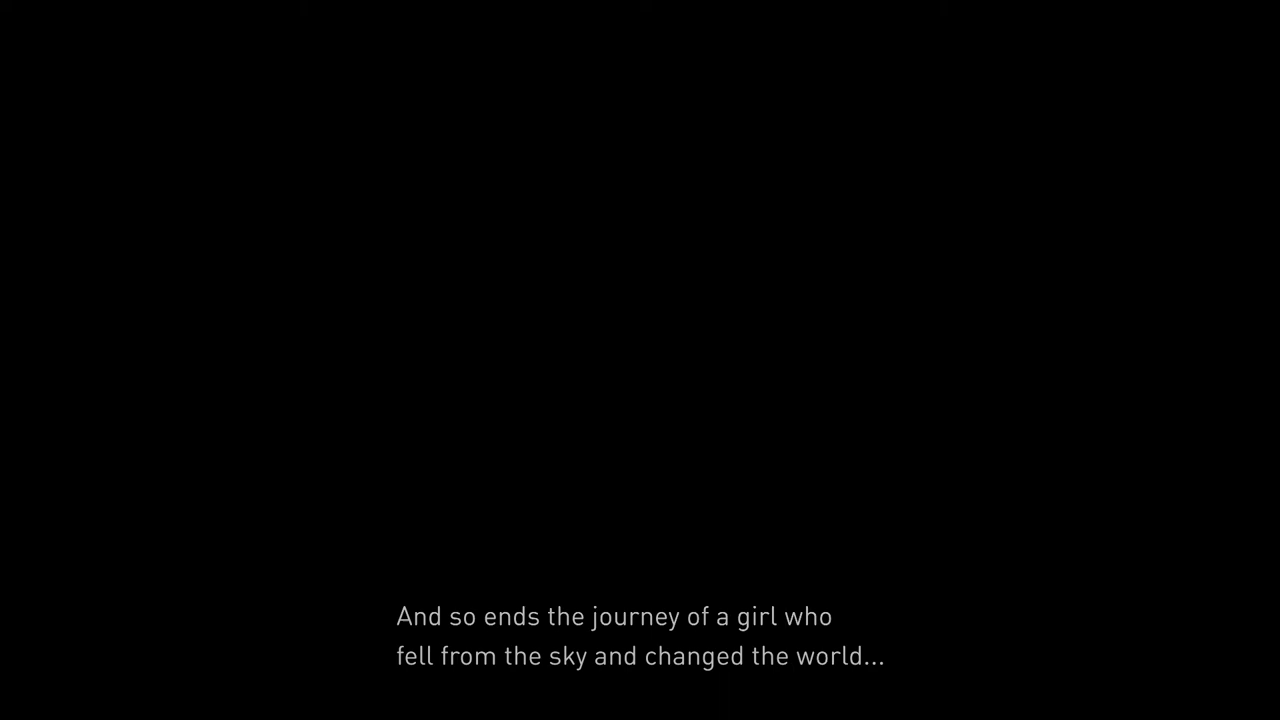 And so ends the journey of a girl who
fell from the sky and changed the world...